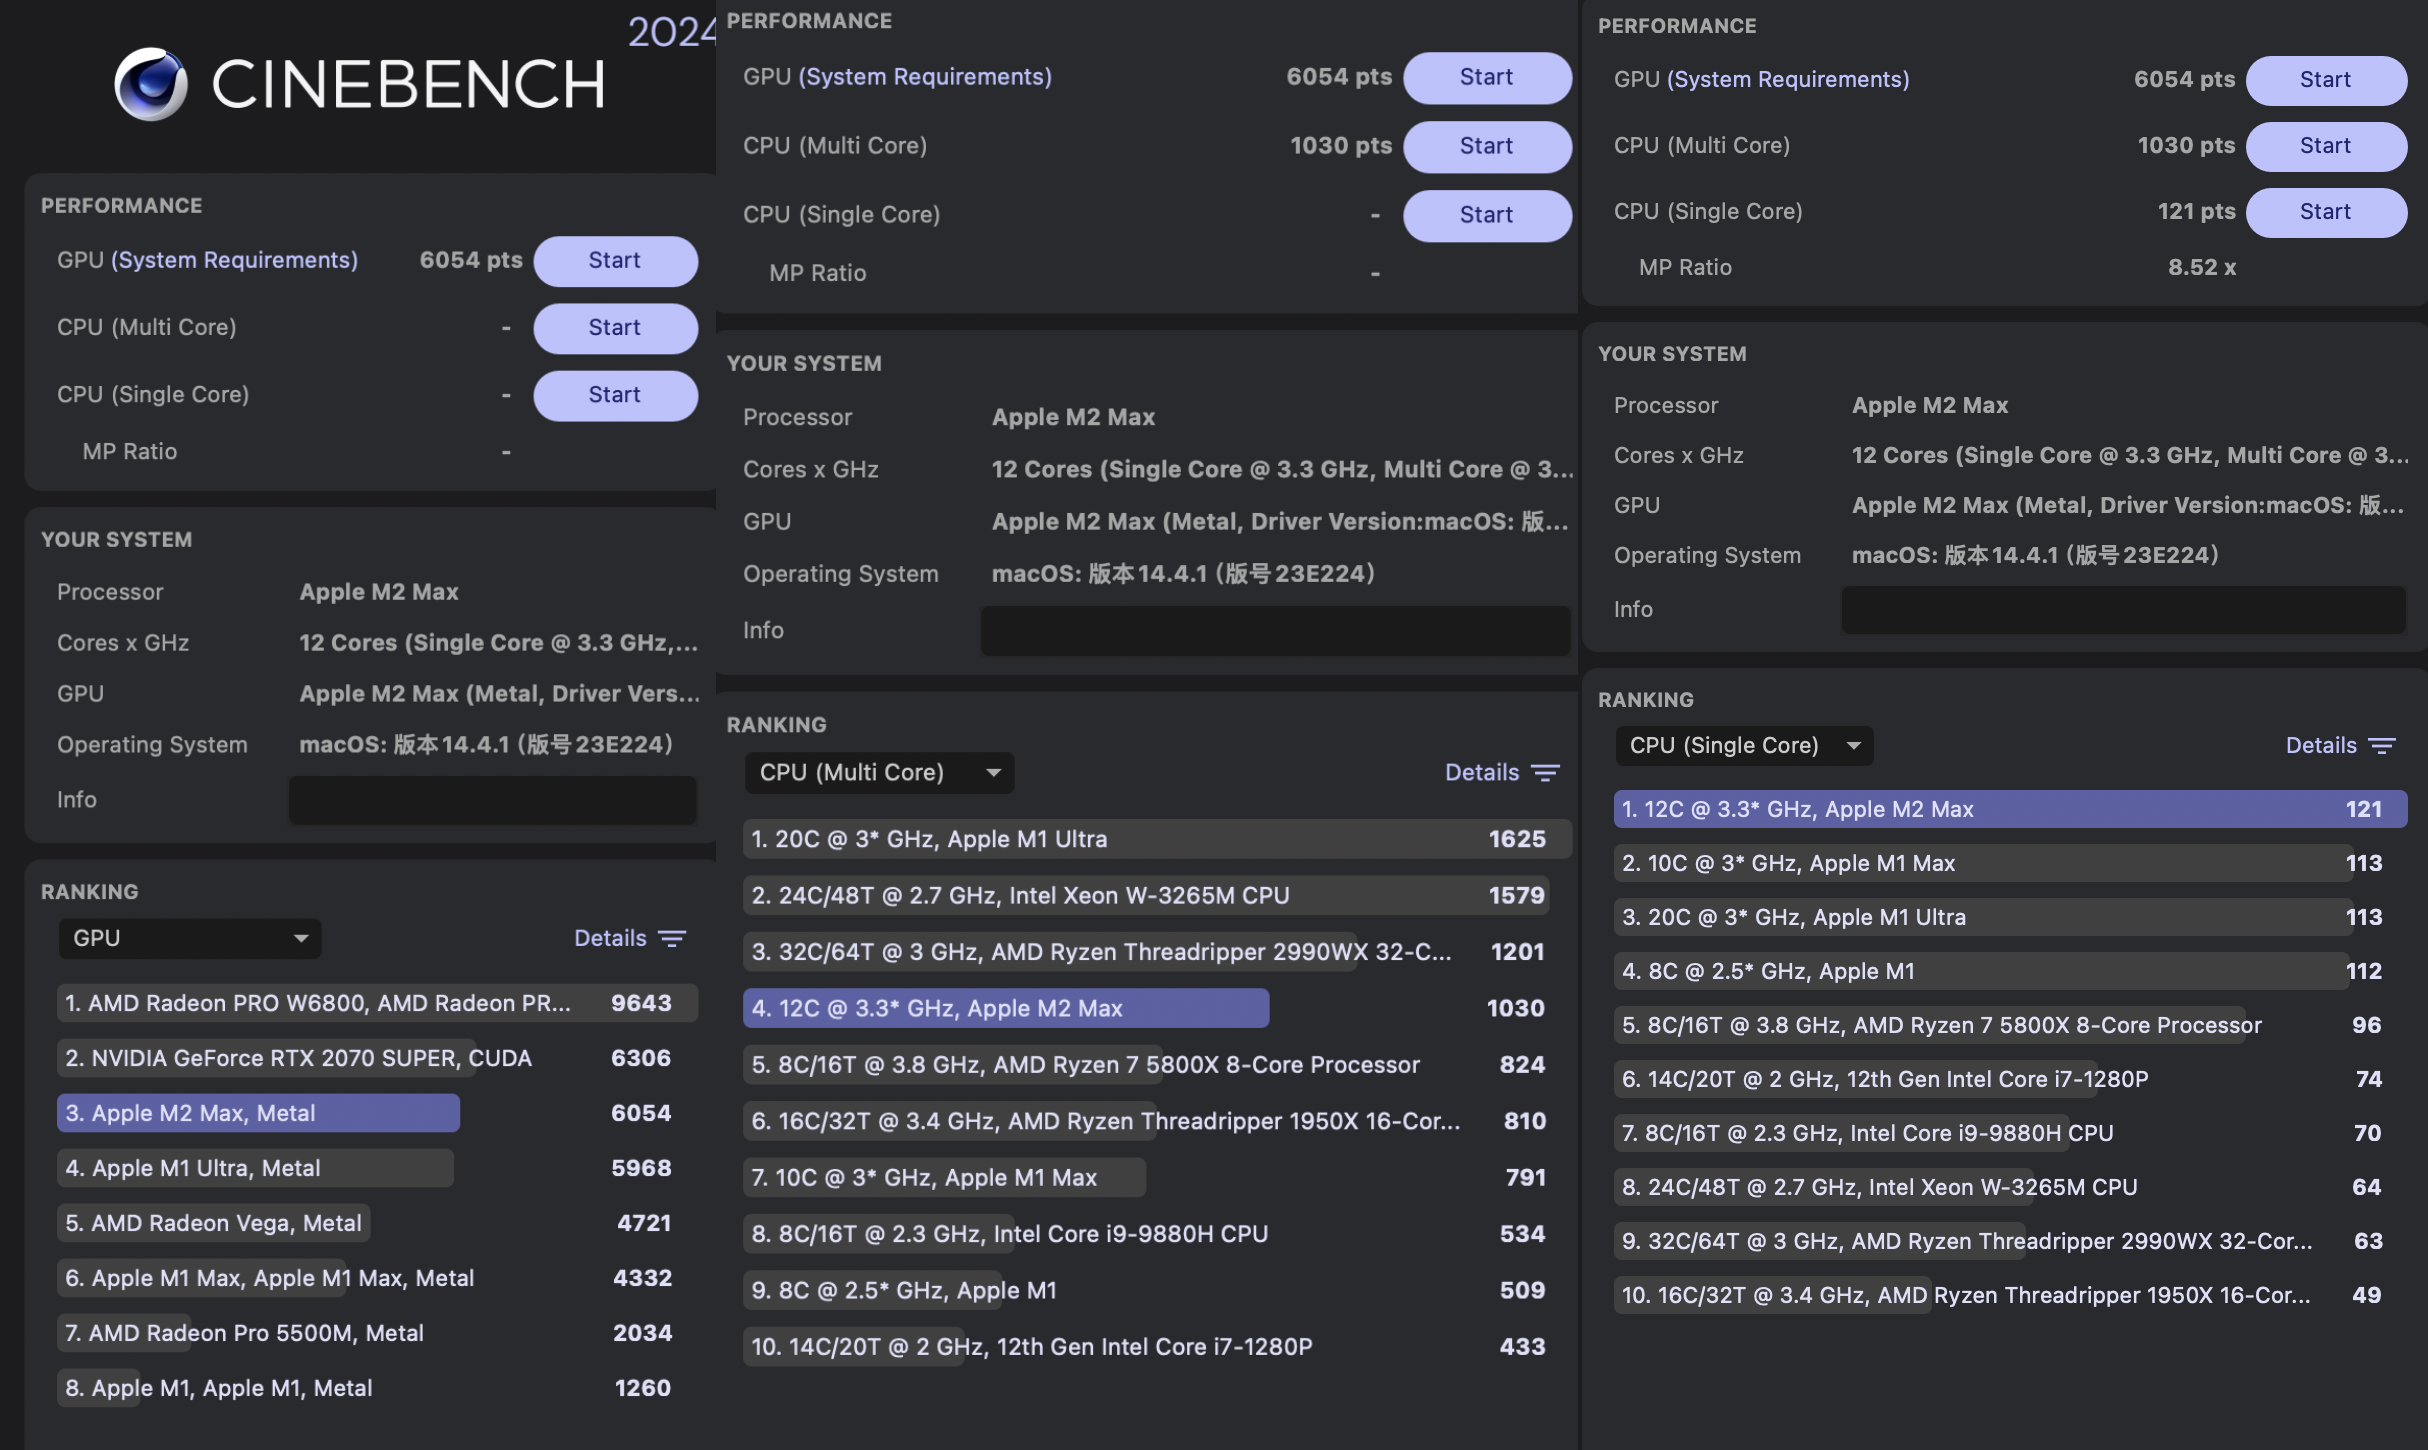 2024
CINEBENCH
PERFORMANCE
GPU (System Requirements) 6054 pts Start
CPU (Multi Core) - Start
CPU (Single Core) - Start
MP Ratio -
YOUR SYSTEM
Processor Apple M2 Max
Cores x GHz 12 Cores (Single Core @ 3.3 GHz,...
GPU Apple M2 Max (Metal, Driver Vers...
Operating System macOS: 版本14.4.1 (版号23E224)
Info
RANKING
GPU Details
1. AMD Radeon PRO W6800, AMD Radeon PR... 9643
2. NVIDIA GeForce RTX 2070 SUPER, CUDA 6306
3. Apple M2 Max, Metal 6054
4. Apple M1 Ultra, Metal 5968
5. AMD Radeon Vega, Metal 4721
6. Apple M1 Max, Apple M1 Max, Metal 4332
7. AMD Radeon Pro 5500M, Metal 2034
8. Apple M1, Apple M1, Metal 1260
PERFORMANCE
GPU (System Requirements) 6054 pts Start
CPU (Multi Core) 1030 pts Start
CPU (Single Core) - Start
MP Ratio -
YOUR SYSTEM
Processor Apple M2 Max
Cores x GHz 12 Cores (Single Core @ 3.3 GHz, Multi Core @ 3...
GPU Apple M2 Max (Metal, Driver Version:macOS: 版...
Operating System macOS: 版本14.4.1 (版号23E224)
Info
RANKING
CPU (Multi Core) Details
1. 20C @ 3* GHz, Apple M1 Ultra 1625
2. 24C/48T @ 2.7 GHz, Intel Xeon W-3265M CPU 1579
3. 32C/64T @ 3 GHz, AMD Ryzen Threadripper 2990WX 32-C... 1201
4. 12C @ 3.3* GHz, Apple M2 Max 1030
5. 8C/16T @ 3.8 GHz, AMD Ryzen 7 5800X 8-Core Processor 824
6. 16C/32T @ 3.4 GHz, AMD Ryzen Threadripper 1950X 16-Cor... 810
7. 10C @ 3* GHz, Apple M1 Max 791
8. 8C/16T @ 2.3 GHz, Intel Core i9-9880H CPU 534
9. 8C @ 2.5* GHz, Apple M1 509
10. 14C/20T @ 2 GHz, 12th Gen Intel Core i7-1280P 433
PERFORMANCE
GPU (System Requirements) 6054 pts Start
CPU (Multi Core) 1030 pts Start
CPU (Single Core) 121 pts Start
MP Ratio 8.52 x
YOUR SYSTEM
Processor Apple M2 Max
Cores x GHz 12 Cores (Single Core @ 3.3 GHz, Multi Core @ 3...
GPU Apple M2 Max (Metal, Driver Version:macOS: 版...
Operating System macOS: 版本14.4.1 (版号23E224)
Info
RANKING
CPU (Single Core) Details
1. 12C @ 3.3* GHz, Apple M2 Max 121
2. 10C @ 3* GHz, Apple M1 Max 113
3. 20C @ 3* GHz, Apple M1 Ultra 113
4. 8C @ 2.5* GHz, Apple M1 112
5. 8C/16T @ 3.8 GHz, AMD Ryzen 7 5800X 8-Core Processor 96
6. 14C/20T @ 2 GHz, 12th Gen Intel Core i7-1280P 74
7. 8C/16T @ 2.3 GHz, Intel Core i9-9880H CPU 70
8. 24C/48T @ 2.7 GHz, Intel Xeon W-3265M CPU 64
9. 32C/64T @ 3 GHz, AMD Ryzen Threadripper 2990WX 32-Cor... 63
10. 16C/32T @ 3.4 GHz, AMD Ryzen Threadripper 1950X 16-Cor... 49